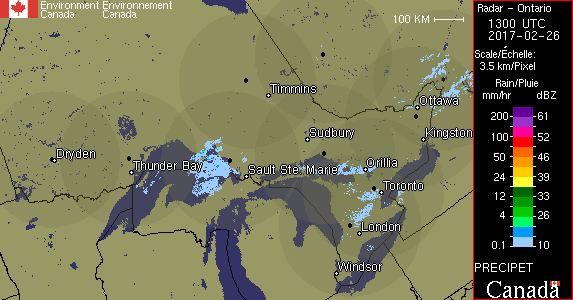 Environment Environnement
Canada Canada
100 KM
Radar - Ontario
1300 UTC
2017-02-26
Scale/Échelle:
3.5 km/Pixel
Rain/Pluie
mm/hr dBZ
200 61
100 52
50 46
24 39
12 33
4 26
0.1 10
PRECIPET
Canada
Timmins
Ottawa
Sudbury
Kingston
Dryden
Thunder Bay
Sault Ste. Marie
Orillia
Toronto
London
Windsor